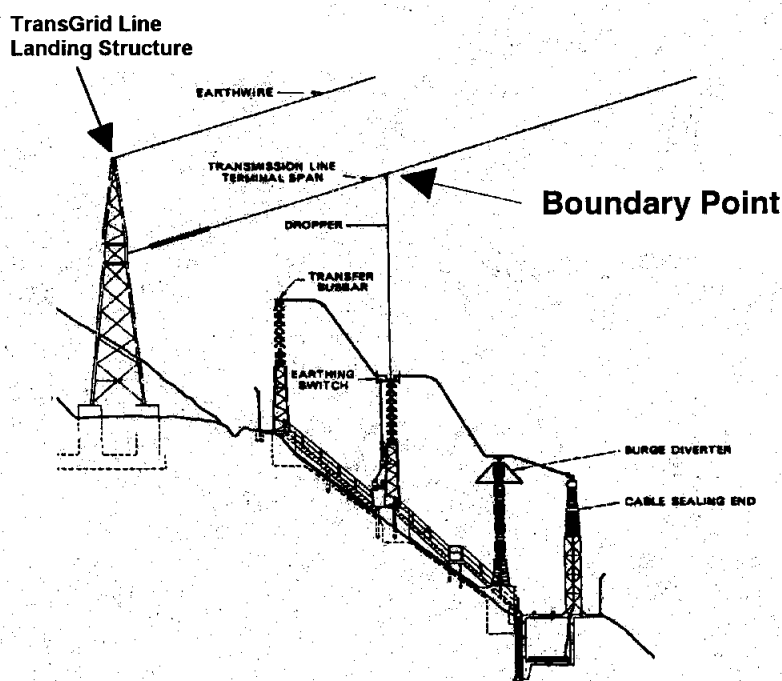 TransGrid Line
Landing Structure
EARTHWIRE
TRANSMISSION LINE
TERMINAL SPAN
Boundary Point
DROPPER
TRANSFER
BUSBAR
EARTHING
SWITCH
SURGE DIVERTER
CABLE SEALING END